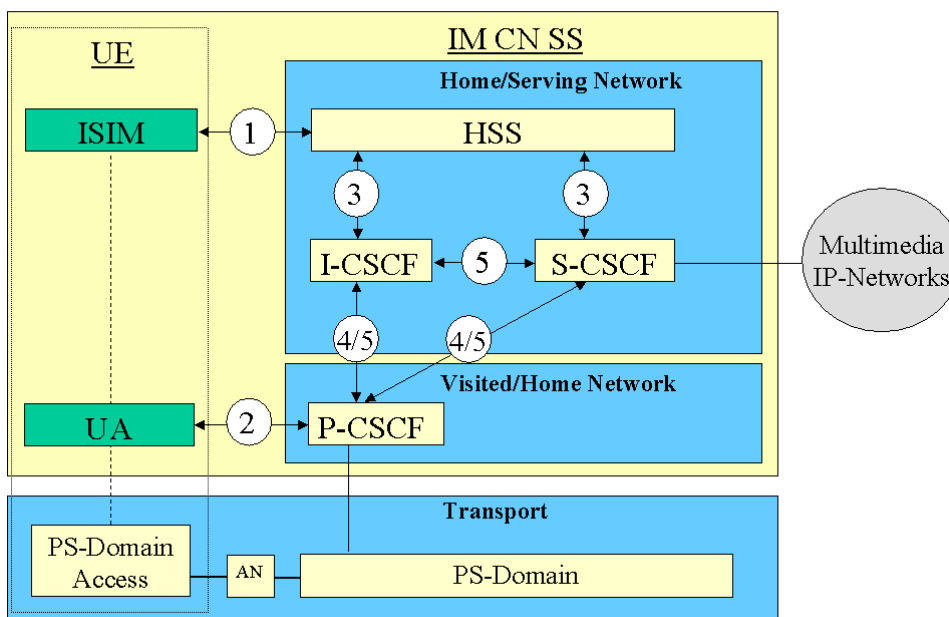 UE
IM CN SS
Home/Serving Network
ISIM
1
HSS
3
3
I-CSCF
5
S-CSCF
Multimedia
IP-Networks
4/5
4/5
Visited/Home Network
UA
2
P-CSCF
Transport
PS-Domain
Access
AN
PS-Domain